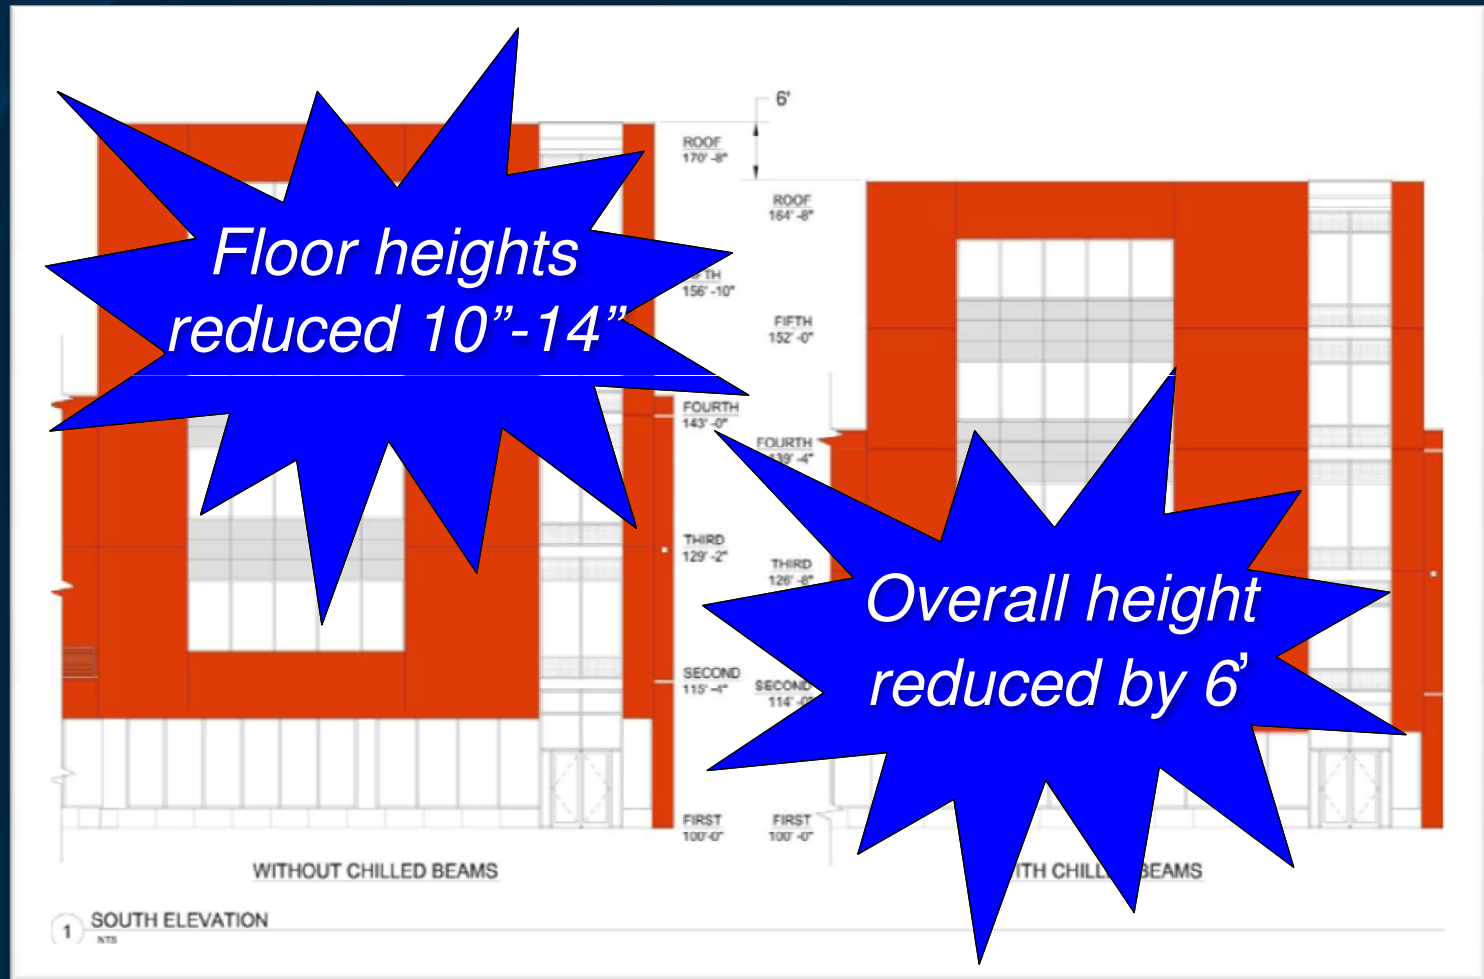 6'
ROOF
170' -8"
ROOF
164' -8"
Floor heights
reduced 10”-14”
156' -10"
FIFTH
152' -0"
FOURTH
143' -0"
FOURTH
THIRD
129' -2"
THIRD
126' -8"
Overall height
reduced by 6’
SECOND
115' -4"
SECOND
FIRST
100'-0"
FIRST
100' -0"
WITHOUT CHILLED BEAMS
BEAMS
1 SOUTH ELEVATION
NTS